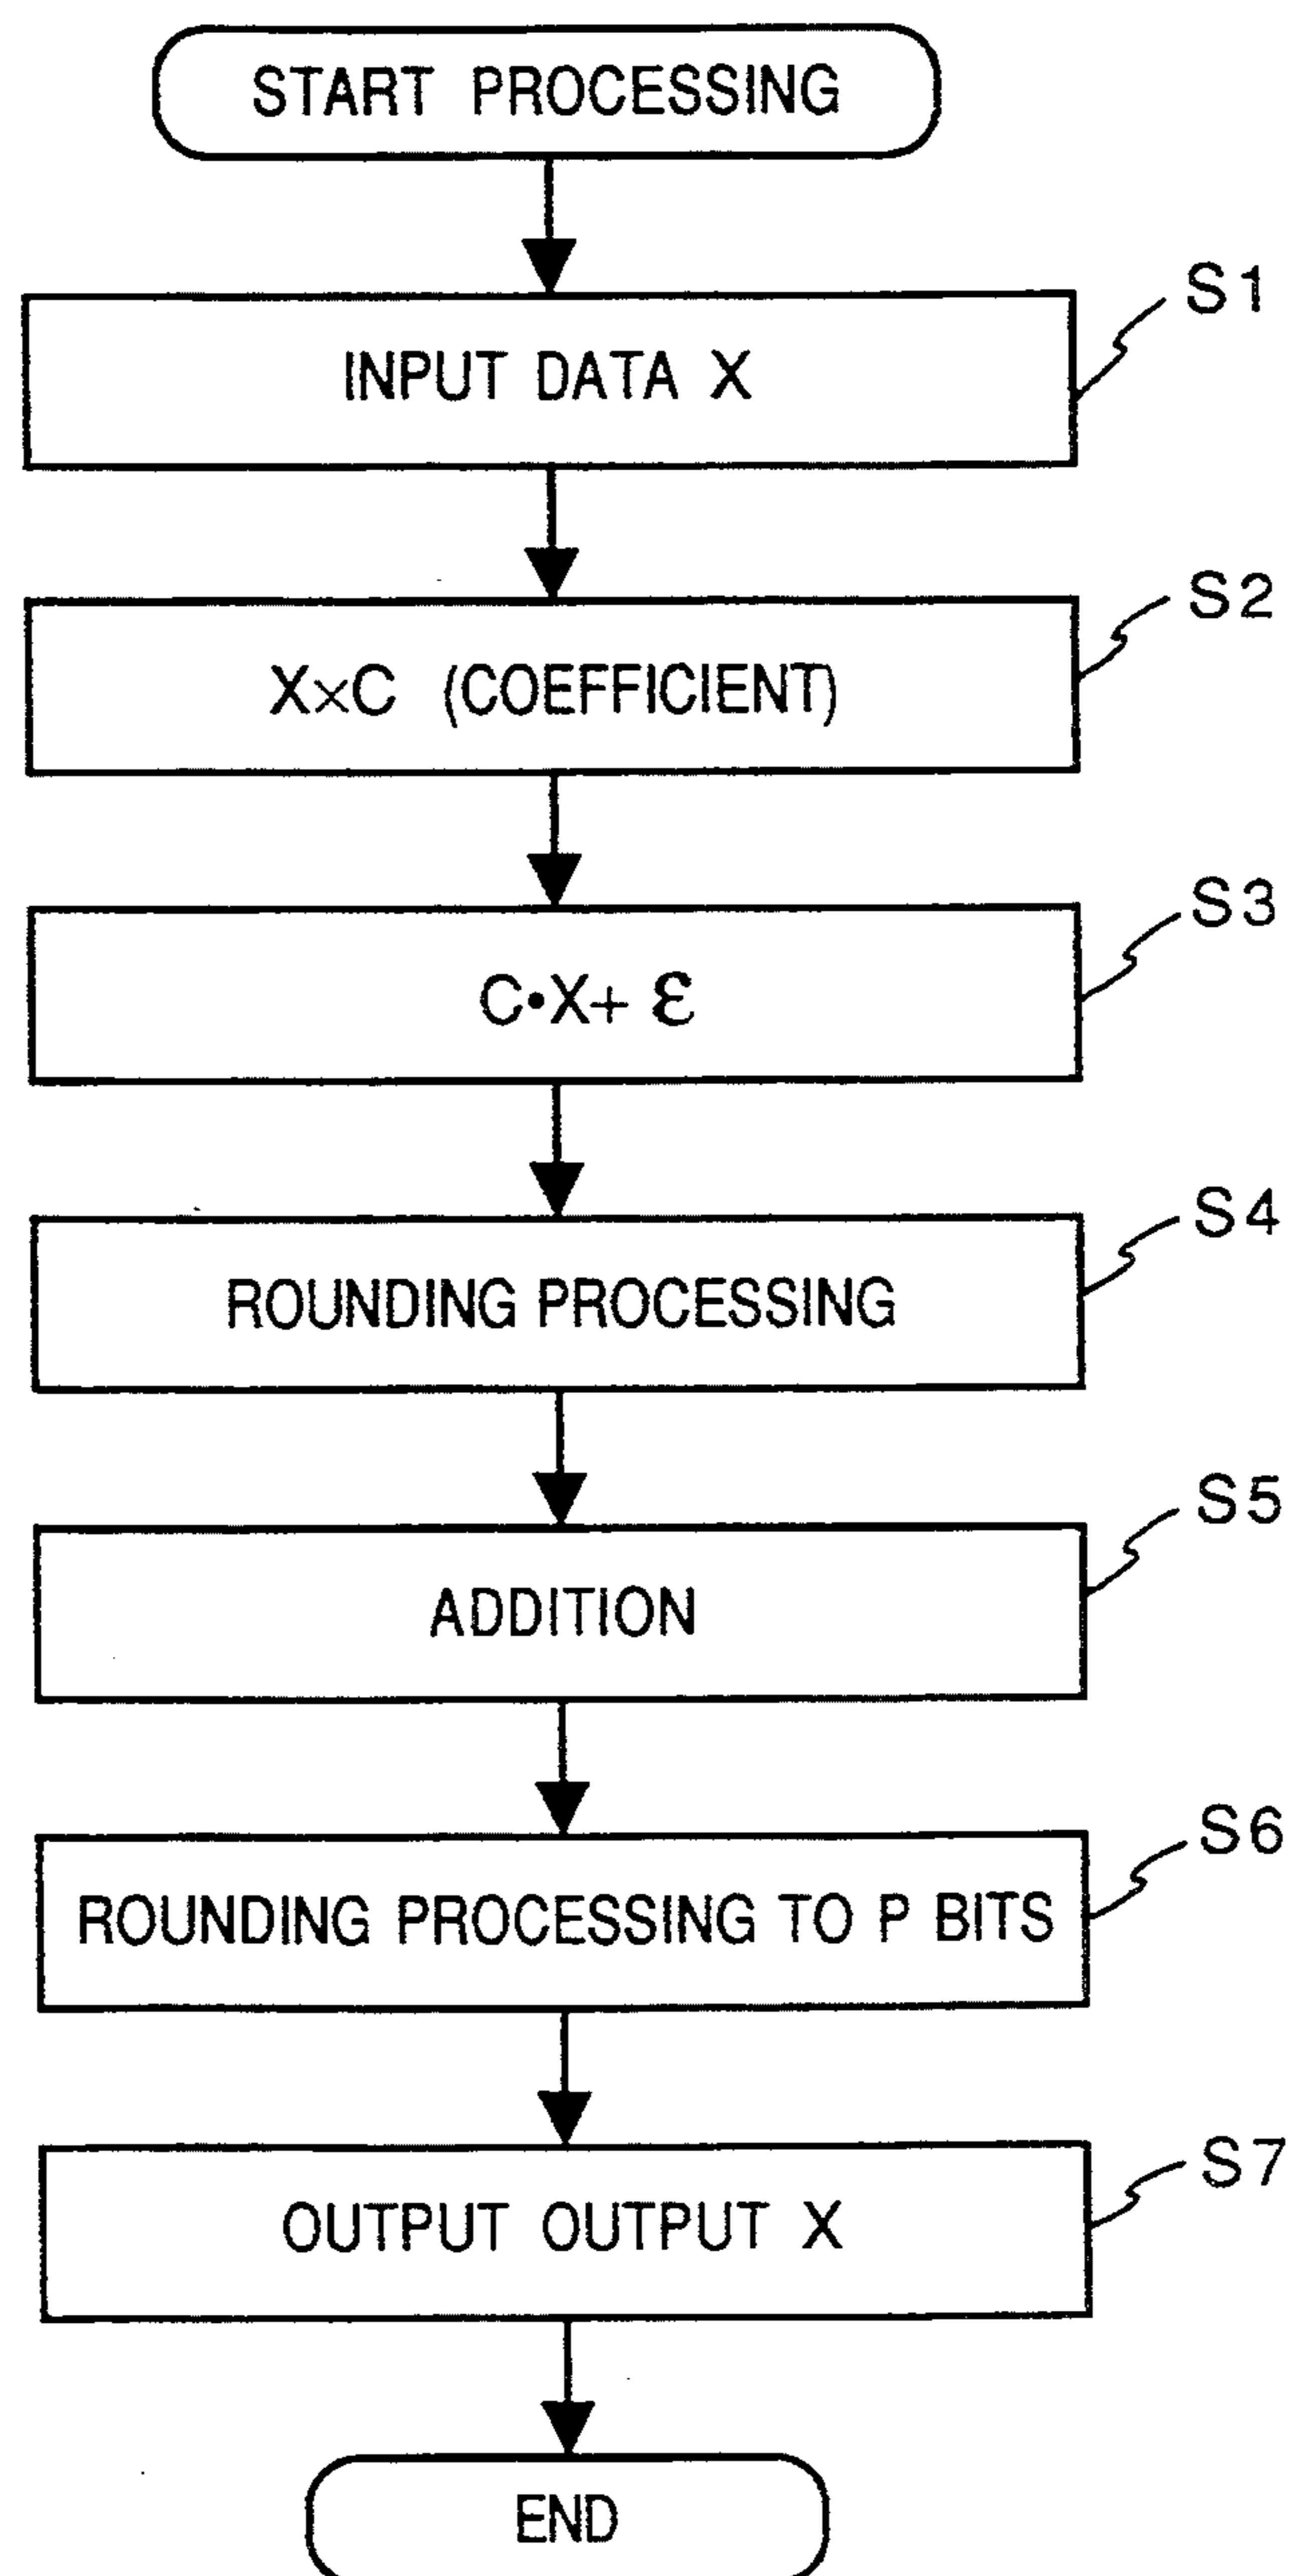 START PROCESSING
S1
INPUT DATA X
S2
X×C (COEFFICIENT)
S3
C•X+ ε
S4
ROUNDING PROCESSING
S5
ADDITION
S6
ROUNDING PROCESSING TO P BITS
S7
OUTPUT OUTPUT X
END